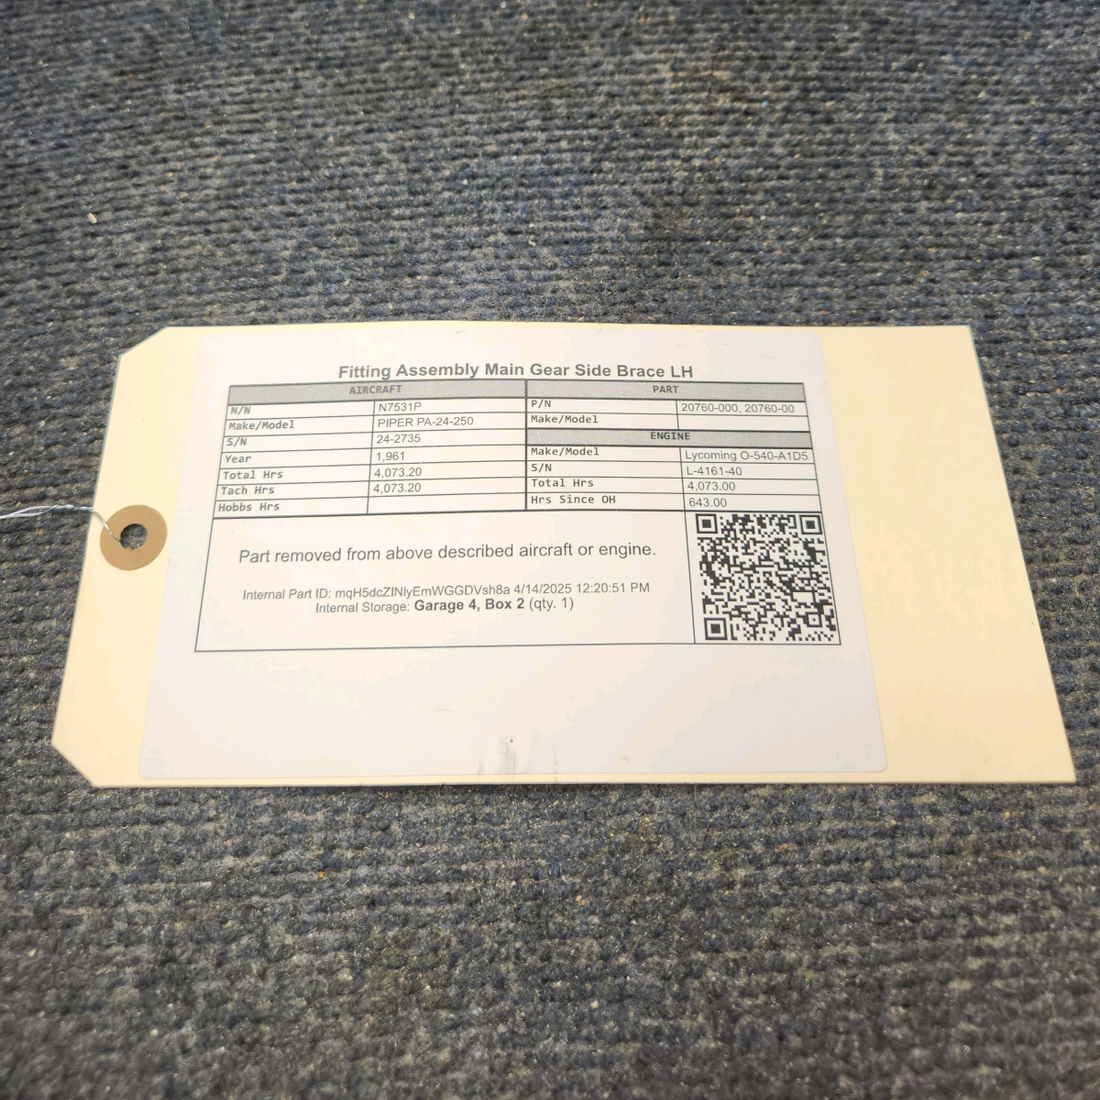 Fitting Assembly Main Gear Side Brace LH
AIRCRAFT PART
N/N N7531P P/N 20760-000, 20760-00
Make/Model PIPER PA-24-250 Make/Model
S/N 24-2735 ENGINE
Year 1,961 Make/Model Lycoming O-540-A1D5
Total Hrs 4,073.20 S/N L-4161-40
Tach Hrs 4,073.20 Total Hrs 4,073.00
Hobbs Hrs Hrs Since OH 643.00
Part removed from above described aircraft or engine.
Internal Part ID: mqH5dcZINlyEmWGGDVsh8a 4/14/2025 12:20:51 PM
Internal Storage: Garage 4, Box 2 (qty. 1)